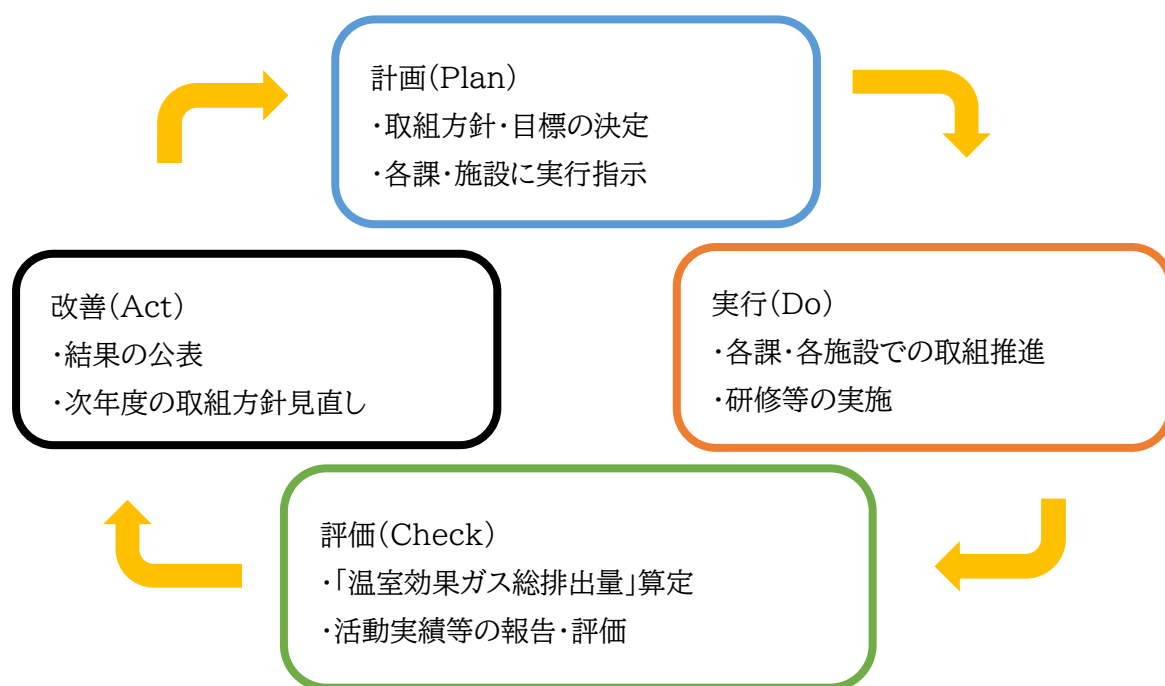 計画(Plan)
・取組方針・目標の決定
・各課・施設に実行指示
改善(Act)
・結果の公表
・次年度の取組方針見直し
実行(Do)
・各課・各施設での取組推進
・研修等の実施
評価(Check)
・「温室効果ガス総排出量」算定
・活動実績等の報告・評価